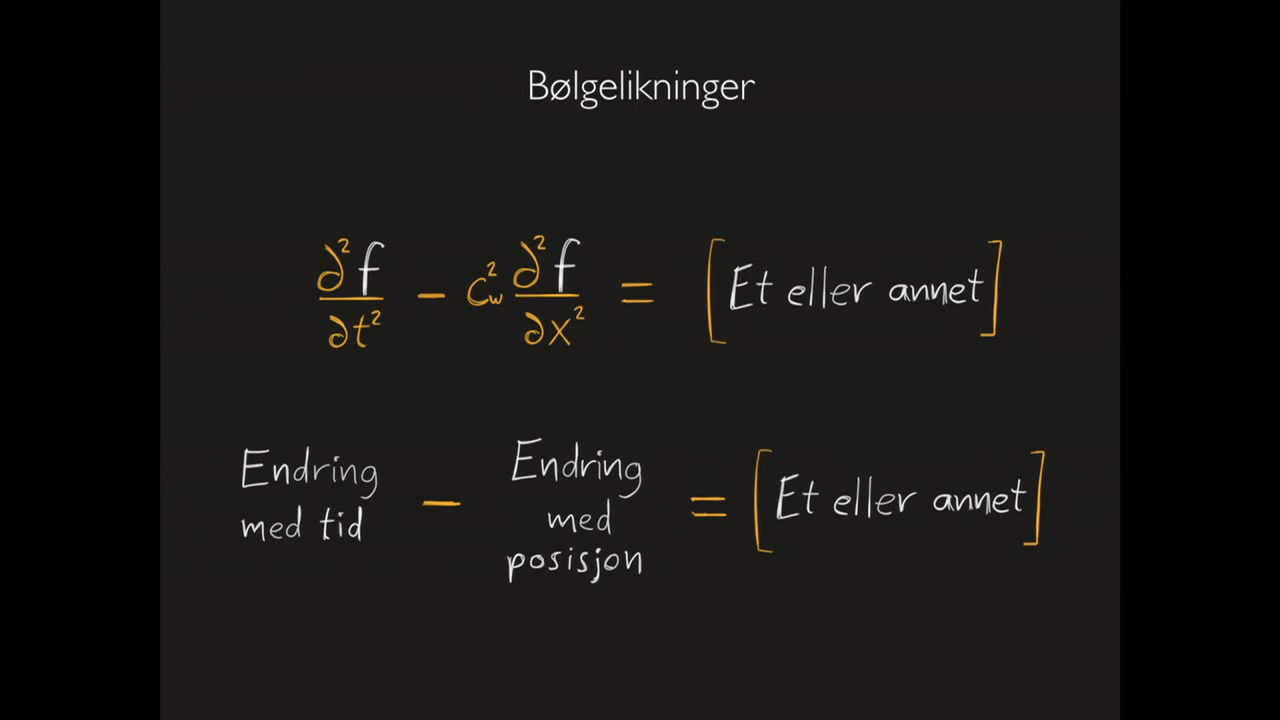 Bølgelikninger
∂²f/∂t² − c_w² ∂²f/∂x² = [Et eller annet]
Endring med tid − Endring med posisjon = [Et eller annet]